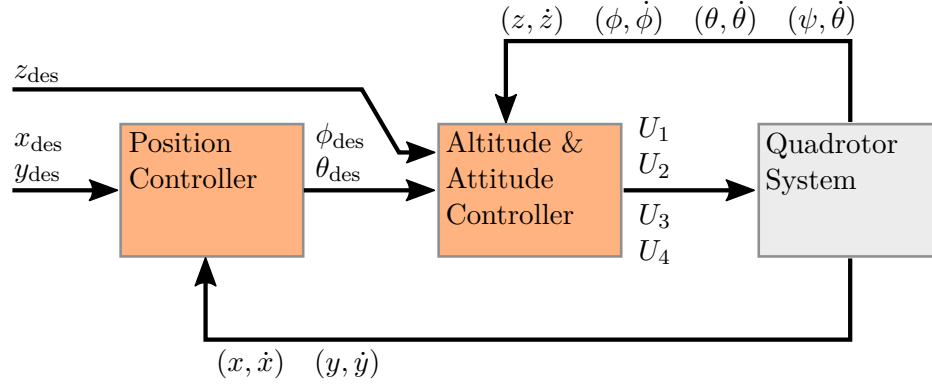 (z, ż) (ϕ, ϕ̇) (θ, θ̇) (ψ, θ̇)
z_des
x_des
y_des
Position
Controller
ϕ_des
θ_des
Altitude &
Attitude
Controller
U_1
U_2
U_3
U_4
Quadrotor
System
(x, ẋ) (y, ẏ)